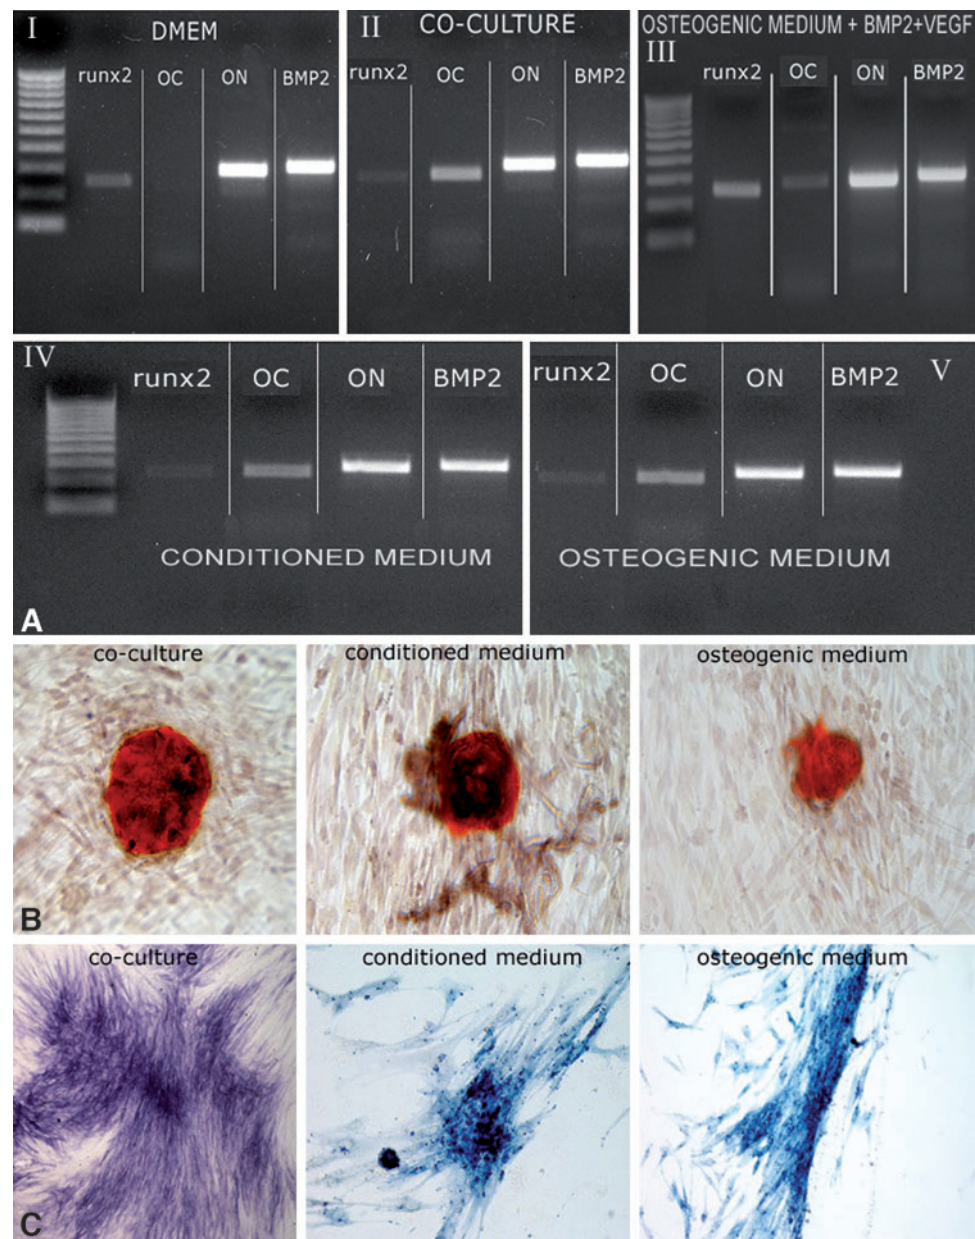 I
DMEM
runx2 OC ON BMP2
II
CO-CULTURE
runx2 OC ON BMP2
OSTEOGENIC MEDIUM + BMP2+VEGF
III
runx2 OC ON BMP2
IV
runx2 OC ON BMP2
CONDITIONED MEDIUM
A
V
runx2 OC ON BMP2
OSTEOGENIC MEDIUM
co-culture conditioned medium osteogenic medium
B
co-culture conditioned medium osteogenic medium
C